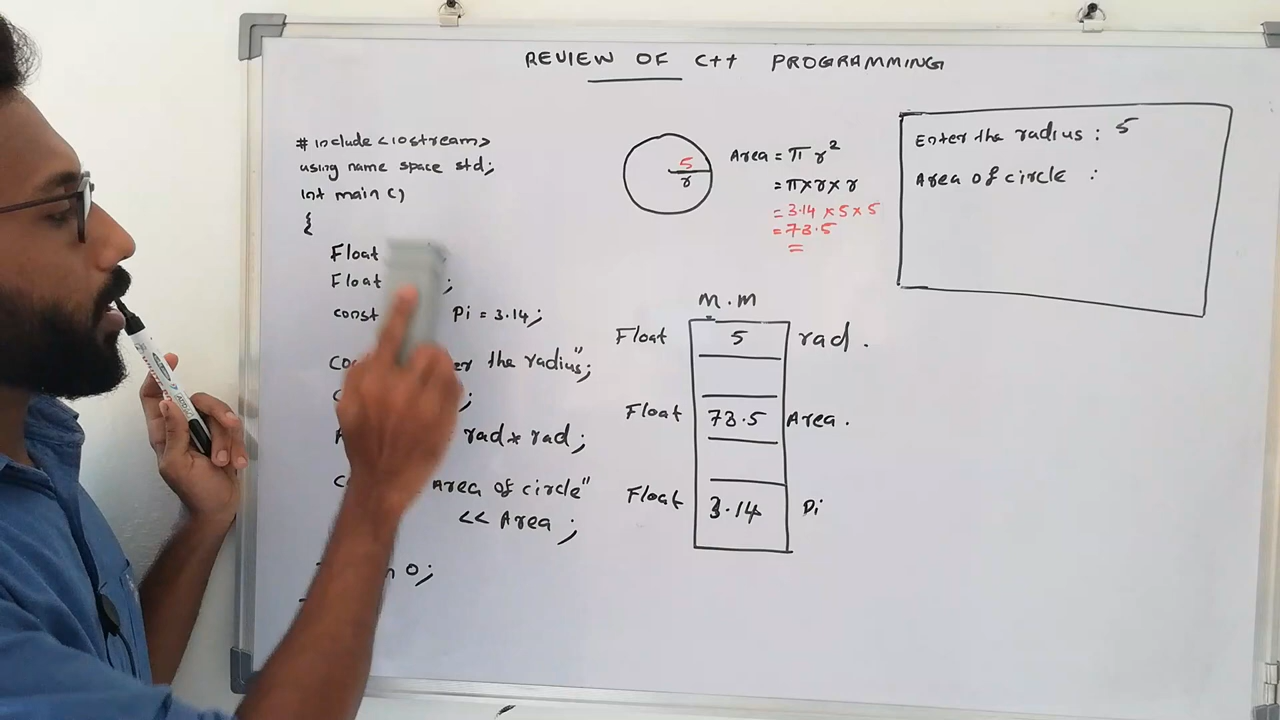 REVIEW OF C++ PROGRAMMING
# include <iostream>
using name space std;
int main ()
{
Float
Float ;
const Pi = 3.14;
the radius";
;
rad * rad ;
Area of circle"
<< Area ;
0;
5
r
Area = π r²
= π x r x r
= 3.14 x 5 x 5
= 78.5
=
Enter the radius : 5
Area of circle :
M.M
Float 5 rad .
Float 78.5 Area .
Float 3.14 Pi